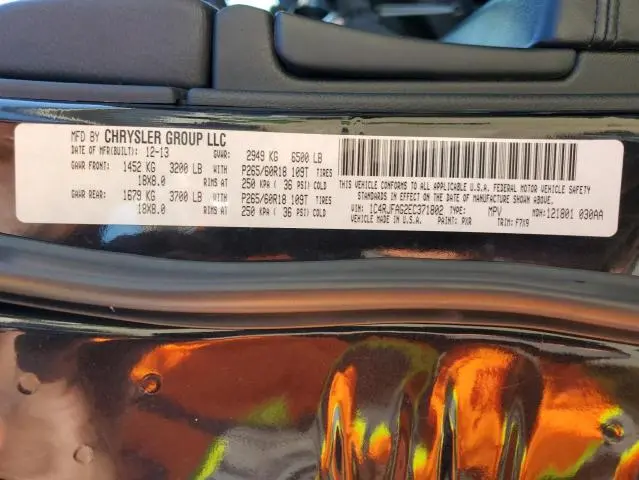 MFD BY CHRYSLER GROUP LLC
DATE OF MFR(BUILT): 12-13 GVWR: 2949 KG 6500 LB
GAWR FRONT: 1452 KG 3200 LB WITH P265/60R18 109T TIRES
18X8.0 RIMS AT 250 KPA ( 36 PSI) COLD
GAWR REAR: 1679 KG 3700 LB WITH P265/60R18 109T TIRES
18X8.0 RIMS AT 250 KPA ( 36 PSI) COLD
THIS VEHICLE CONFORMS TO ALL APPLICABLE U.S.A. FEDERAL MOTOR VEHICLE SAFETY
STANDARDS IN EFFECT ON THE DATE OF MANUFACTURE SHOWN ABOVE.
VIN: 1C4RJFAG2EC371802 TYPE: MPV MDH: 121801 030AA
VEHICLE MADE IN U.S.A. PAINT: PXR TRIM: F7X9